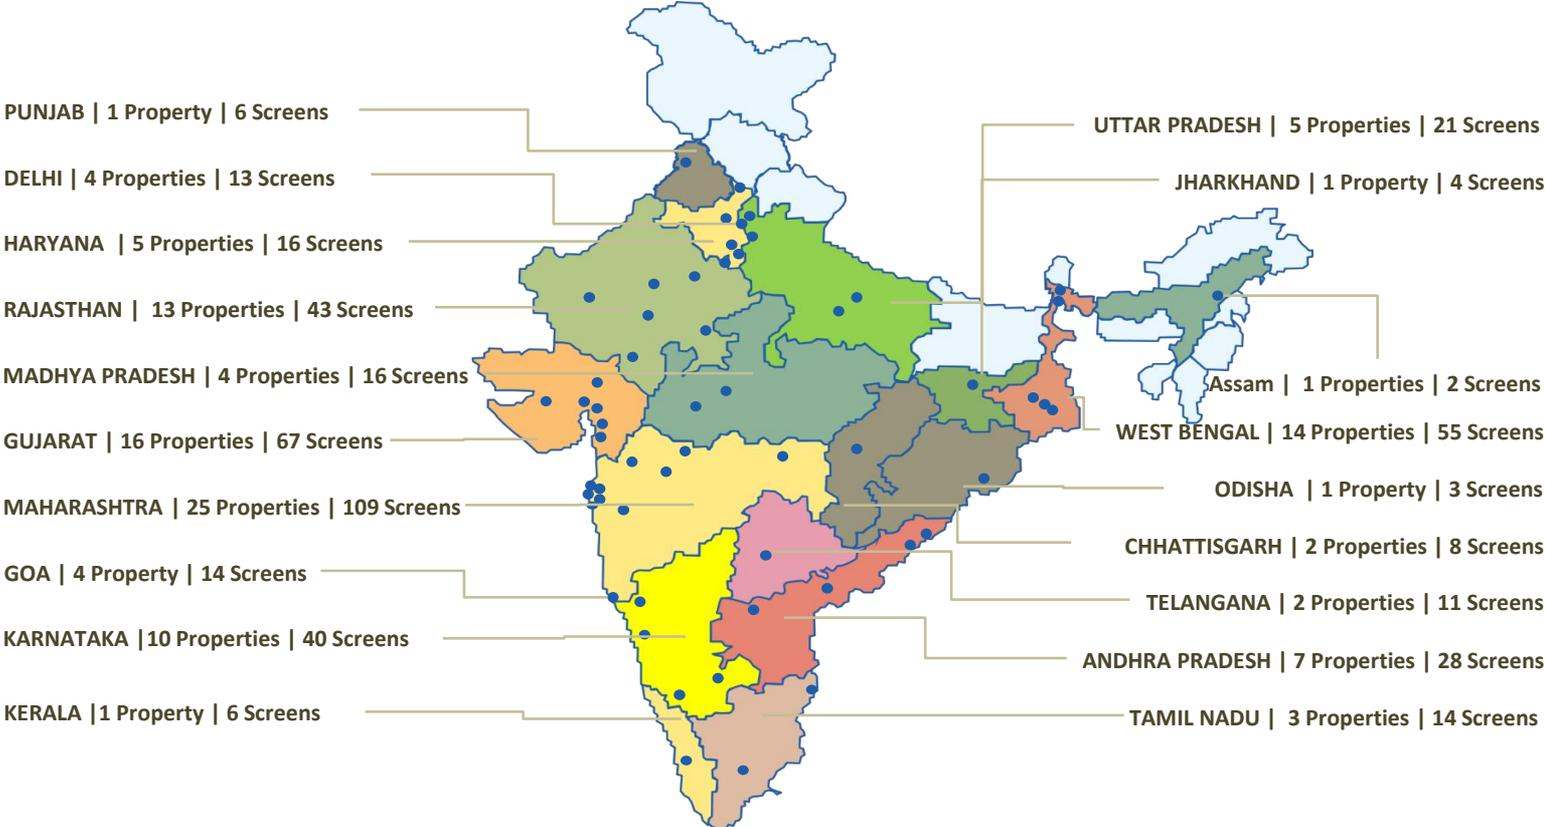 PUNJAB | 1 Property | 6 Screens
DELHI | 4 Properties | 13 Screens
HARYANA | 5 Properties | 16 Screens
RAJASTHAN | 13 Properties | 43 Screens
MADHYA PRADESH | 4 Properties | 16 Screens
GUJARAT | 16 Properties | 67 Screens
MAHARASHTRA | 25 Properties | 109 Screens
GOA | 4 Property | 14 Screens
KARNATAKA |10 Properties | 40 Screens
KERALA |1 Property | 6 Screens
UTTAR PRADESH | 5 Properties | 21 Screens
JHARKHAND | 1 Property | 4 Screens
Assam | 1 Properties | 2 Screens
WEST BENGAL | 14 Properties | 55 Screens
ODISHA | 1 Property | 3 Screens
CHHATTISGARH | 2 Properties | 8 Screens
TELANGANA | 2 Properties | 11 Screens
ANDHRA PRADESH | 7 Properties | 28 Screens
TAMIL NADU | 3 Properties | 14 Screens